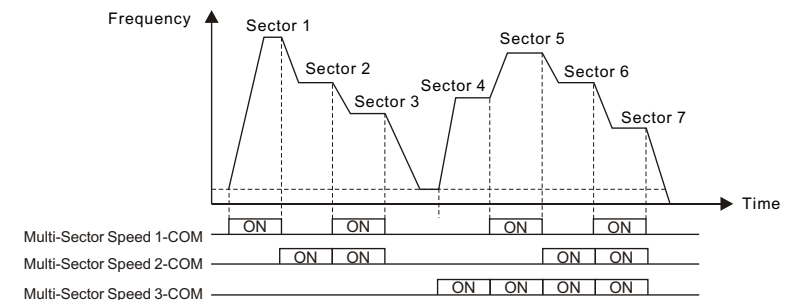 Frequency
Sector 1
Sector 2
Sector 3
Sector 4
Sector 5
Sector 6
Sector 7
Time
Multi-Sector Speed 1-COM ON ON ON ON
Multi-Sector Speed 2-COM ON ON ON ON
Multi-Sector Speed 3-COM ON ON ON ON